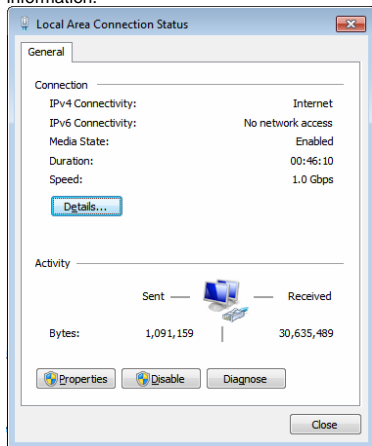 information.
Local Area Connection Status
General
Connection
IPv4 Connectivity: Internet
IPv6 Connectivity: No network access
Media State: Enabled
Duration: 00:46:10
Speed: 1.0 Gbps
Details...
Activity
Sent — — Received
Bytes: 1,091,159 | 30,635,489
Properties Disable Diagnose
Close